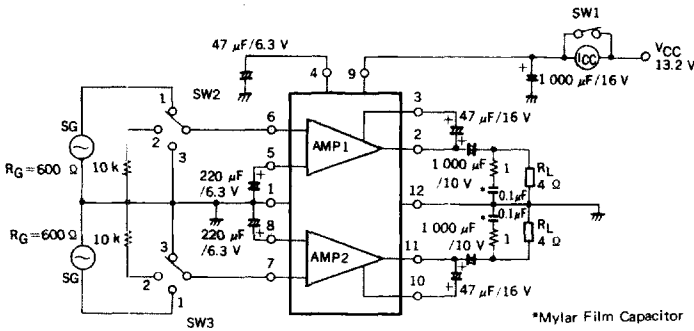 SW1
47 μF/6.3 V
VCC
13.2 V
ICC
+
1 000 μF/16 V
4
9
SW2
1
2
3
SG
RG=600 Ω
10 k
6
5
AMP1
3
47 μF/16 V
+
2
1 000 μF
/10 V
1
*
0.1μF
RL
4 Ω
220 μF
/6.3 V
+
1
12
220 μF
/6.3 V
+
8
1 000 μF
/10 V
*
0.1μF
1
RL
4 Ω
RG=600 Ω
10 k
SG
3
2
1
7
AMP2
11
10
+
47 μF/16 V
SW3
*Mylar Film Capacitor